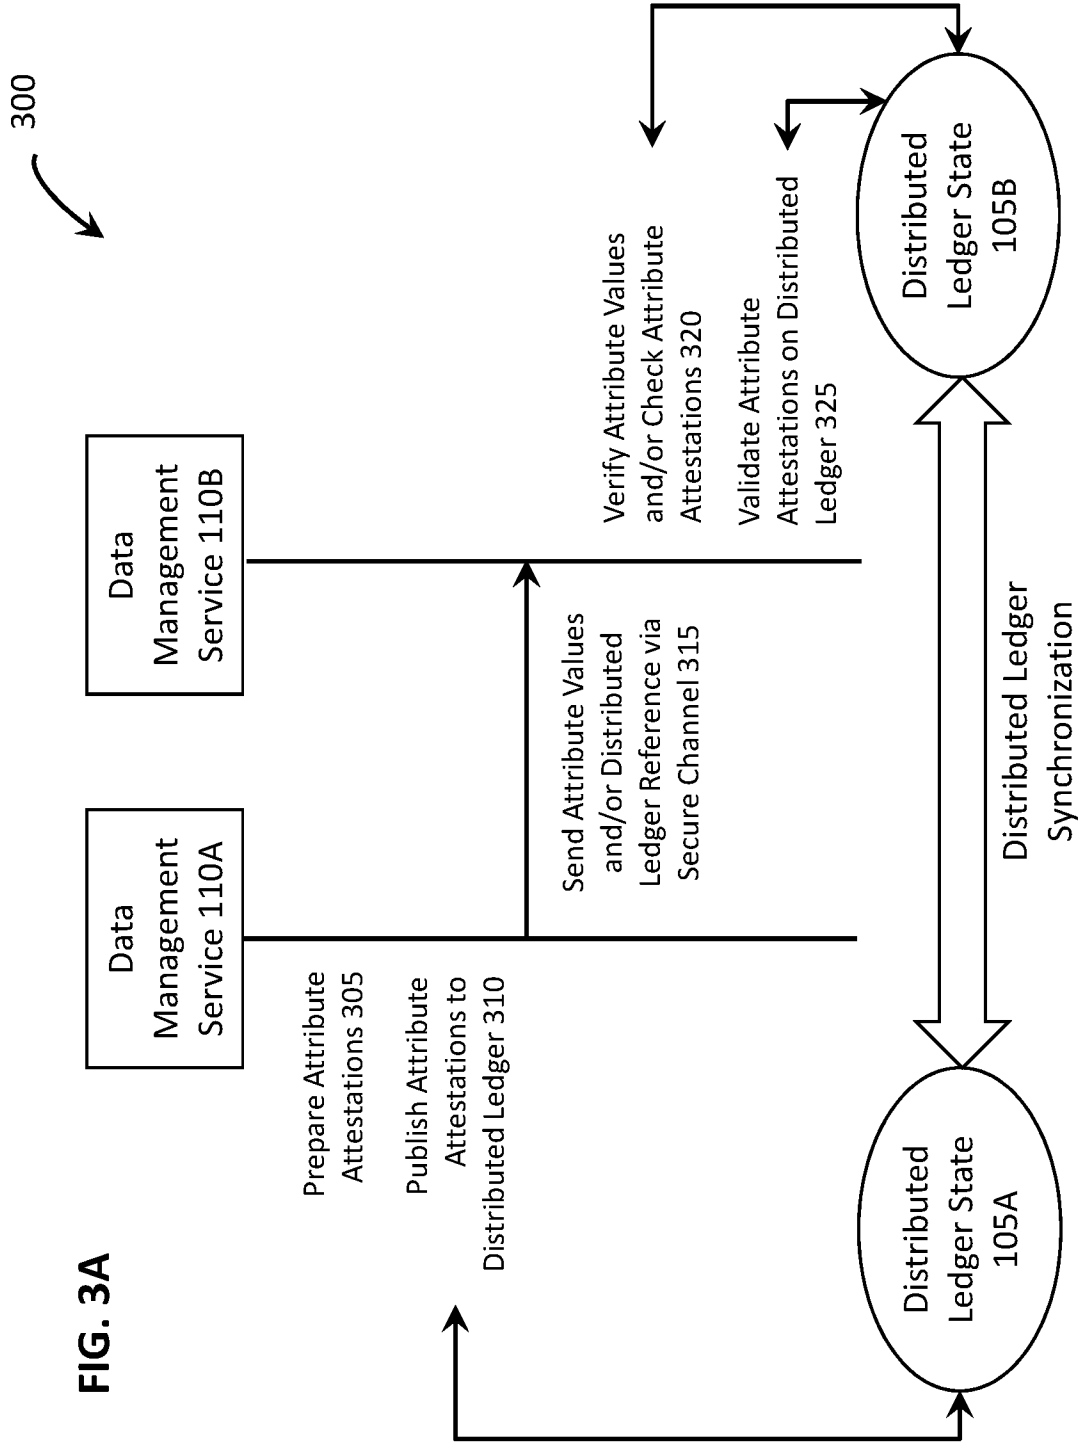 FIG. 3A
300
Data
Management
Service 110A
Data
Management
Service 110B
Prepare Attribute
Attestations 305
Publish Attribute
Attestations to
Distributed Ledger 310
Send Attribute Values
and/or Distributed
Ledger Reference via
Secure Channel 315
Verify Attribute Values
and/or Check Attribute
Attestations 320
Validate Attribute
Attestations on Distributed
Ledger 325
Distributed
Ledger State
105A
Distributed
Ledger State
105B
Distributed Ledger
Synchronization